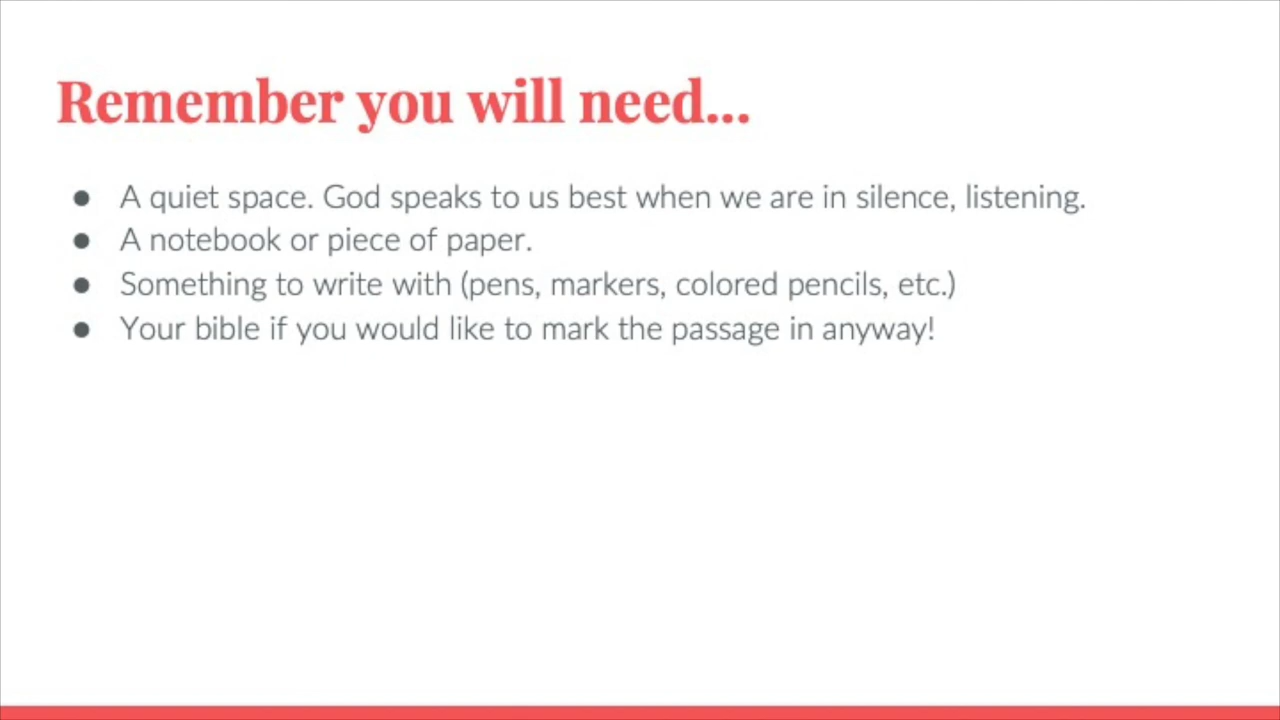 Remember you will need...
● A quiet space. God speaks to us best when we are in silence, listening.
● A notebook or piece of paper.
● Something to write with (pens, markers, colored pencils, etc.)
● Your bible if you would like to mark the passage in anyway!